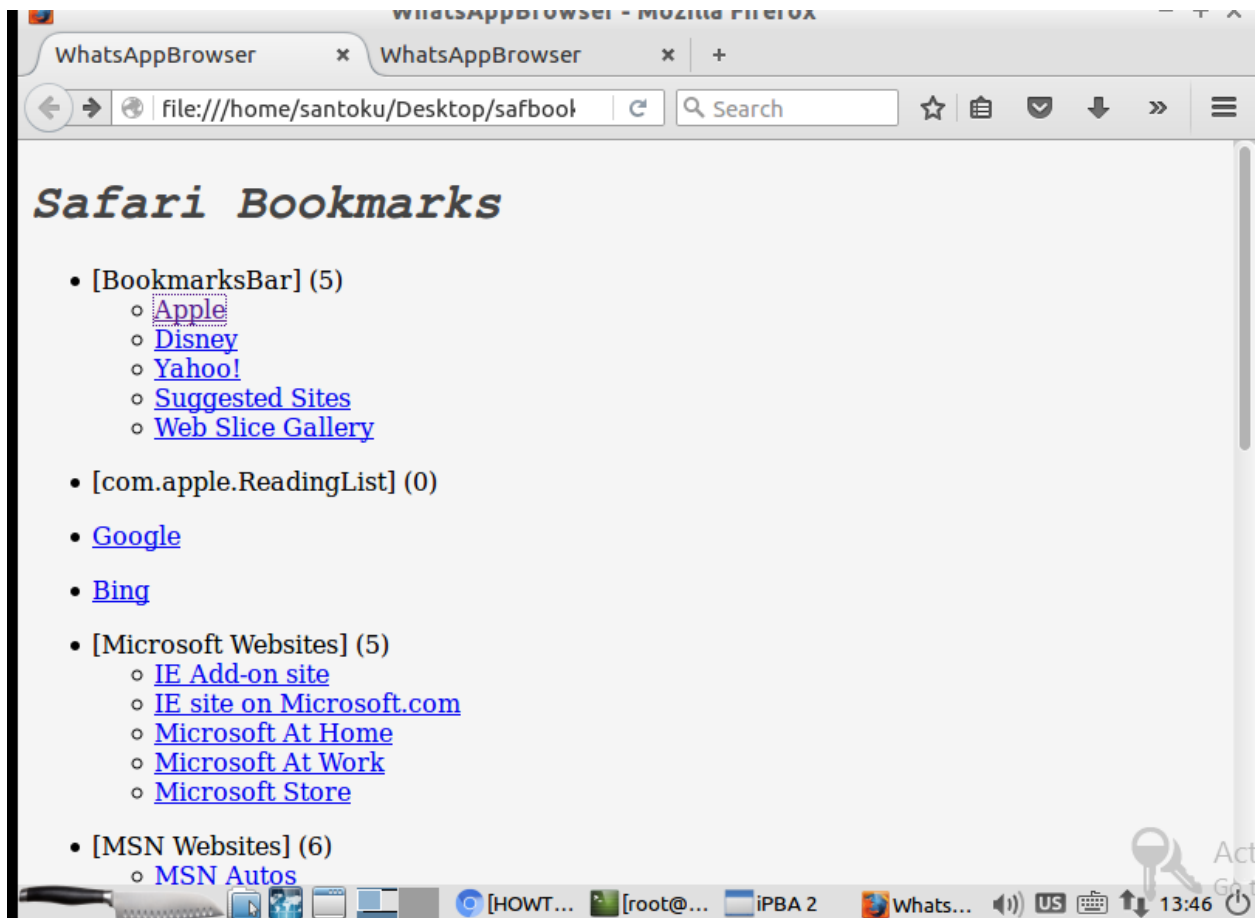 WhatsAppBrowser - Mozilla Firefox
WhatsAppBrowser × WhatsAppBrowser × +
file:///home/santoku/Desktop/safbook Search
Safari Bookmarks
• [BookmarksBar] (5)
◦ Apple
◦ Disney
◦ Yahoo!
◦ Suggested Sites
◦ Web Slice Gallery
• [com.apple.ReadingList] (0)
• Google
• Bing
• [Microsoft Websites] (5)
◦ IE Add-on site
◦ IE site on Microsoft.com
◦ Microsoft At Home
◦ Microsoft At Work
◦ Microsoft Store
• [MSN Websites] (6)
◦ MSN Autos
Act
Go t
[HOWT... [root@... iPBA 2 Whats... US 13:46